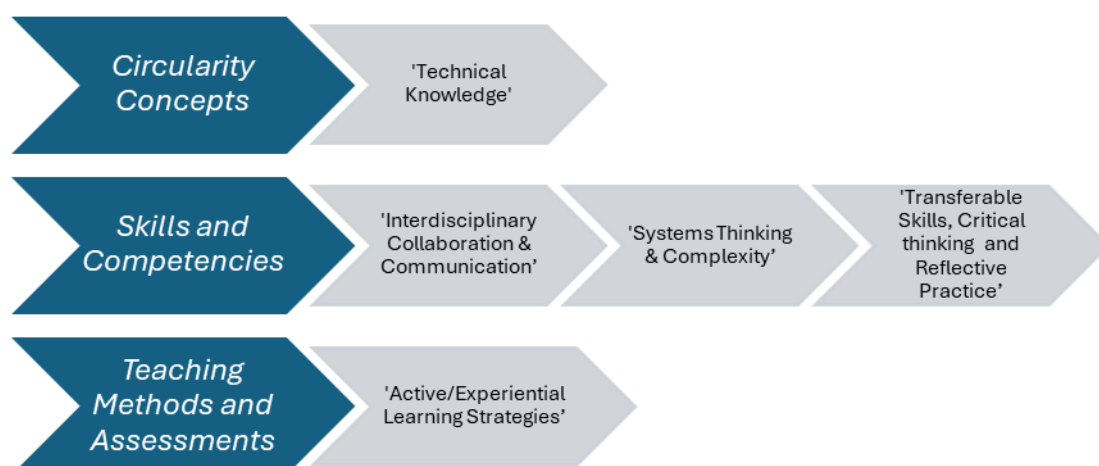 Circularity
Concepts
'Technical
Knowledge'
Skills and
Competencies
'Interdisciplinary
Collaboration &
Communication’
'Systems Thinking
& Complexity’
'Transferable
Skills, Critical
thinking and
Reflective
Practice’
Teaching
Methods and
Assessments
'Active/Experiential
Learning Strategies’